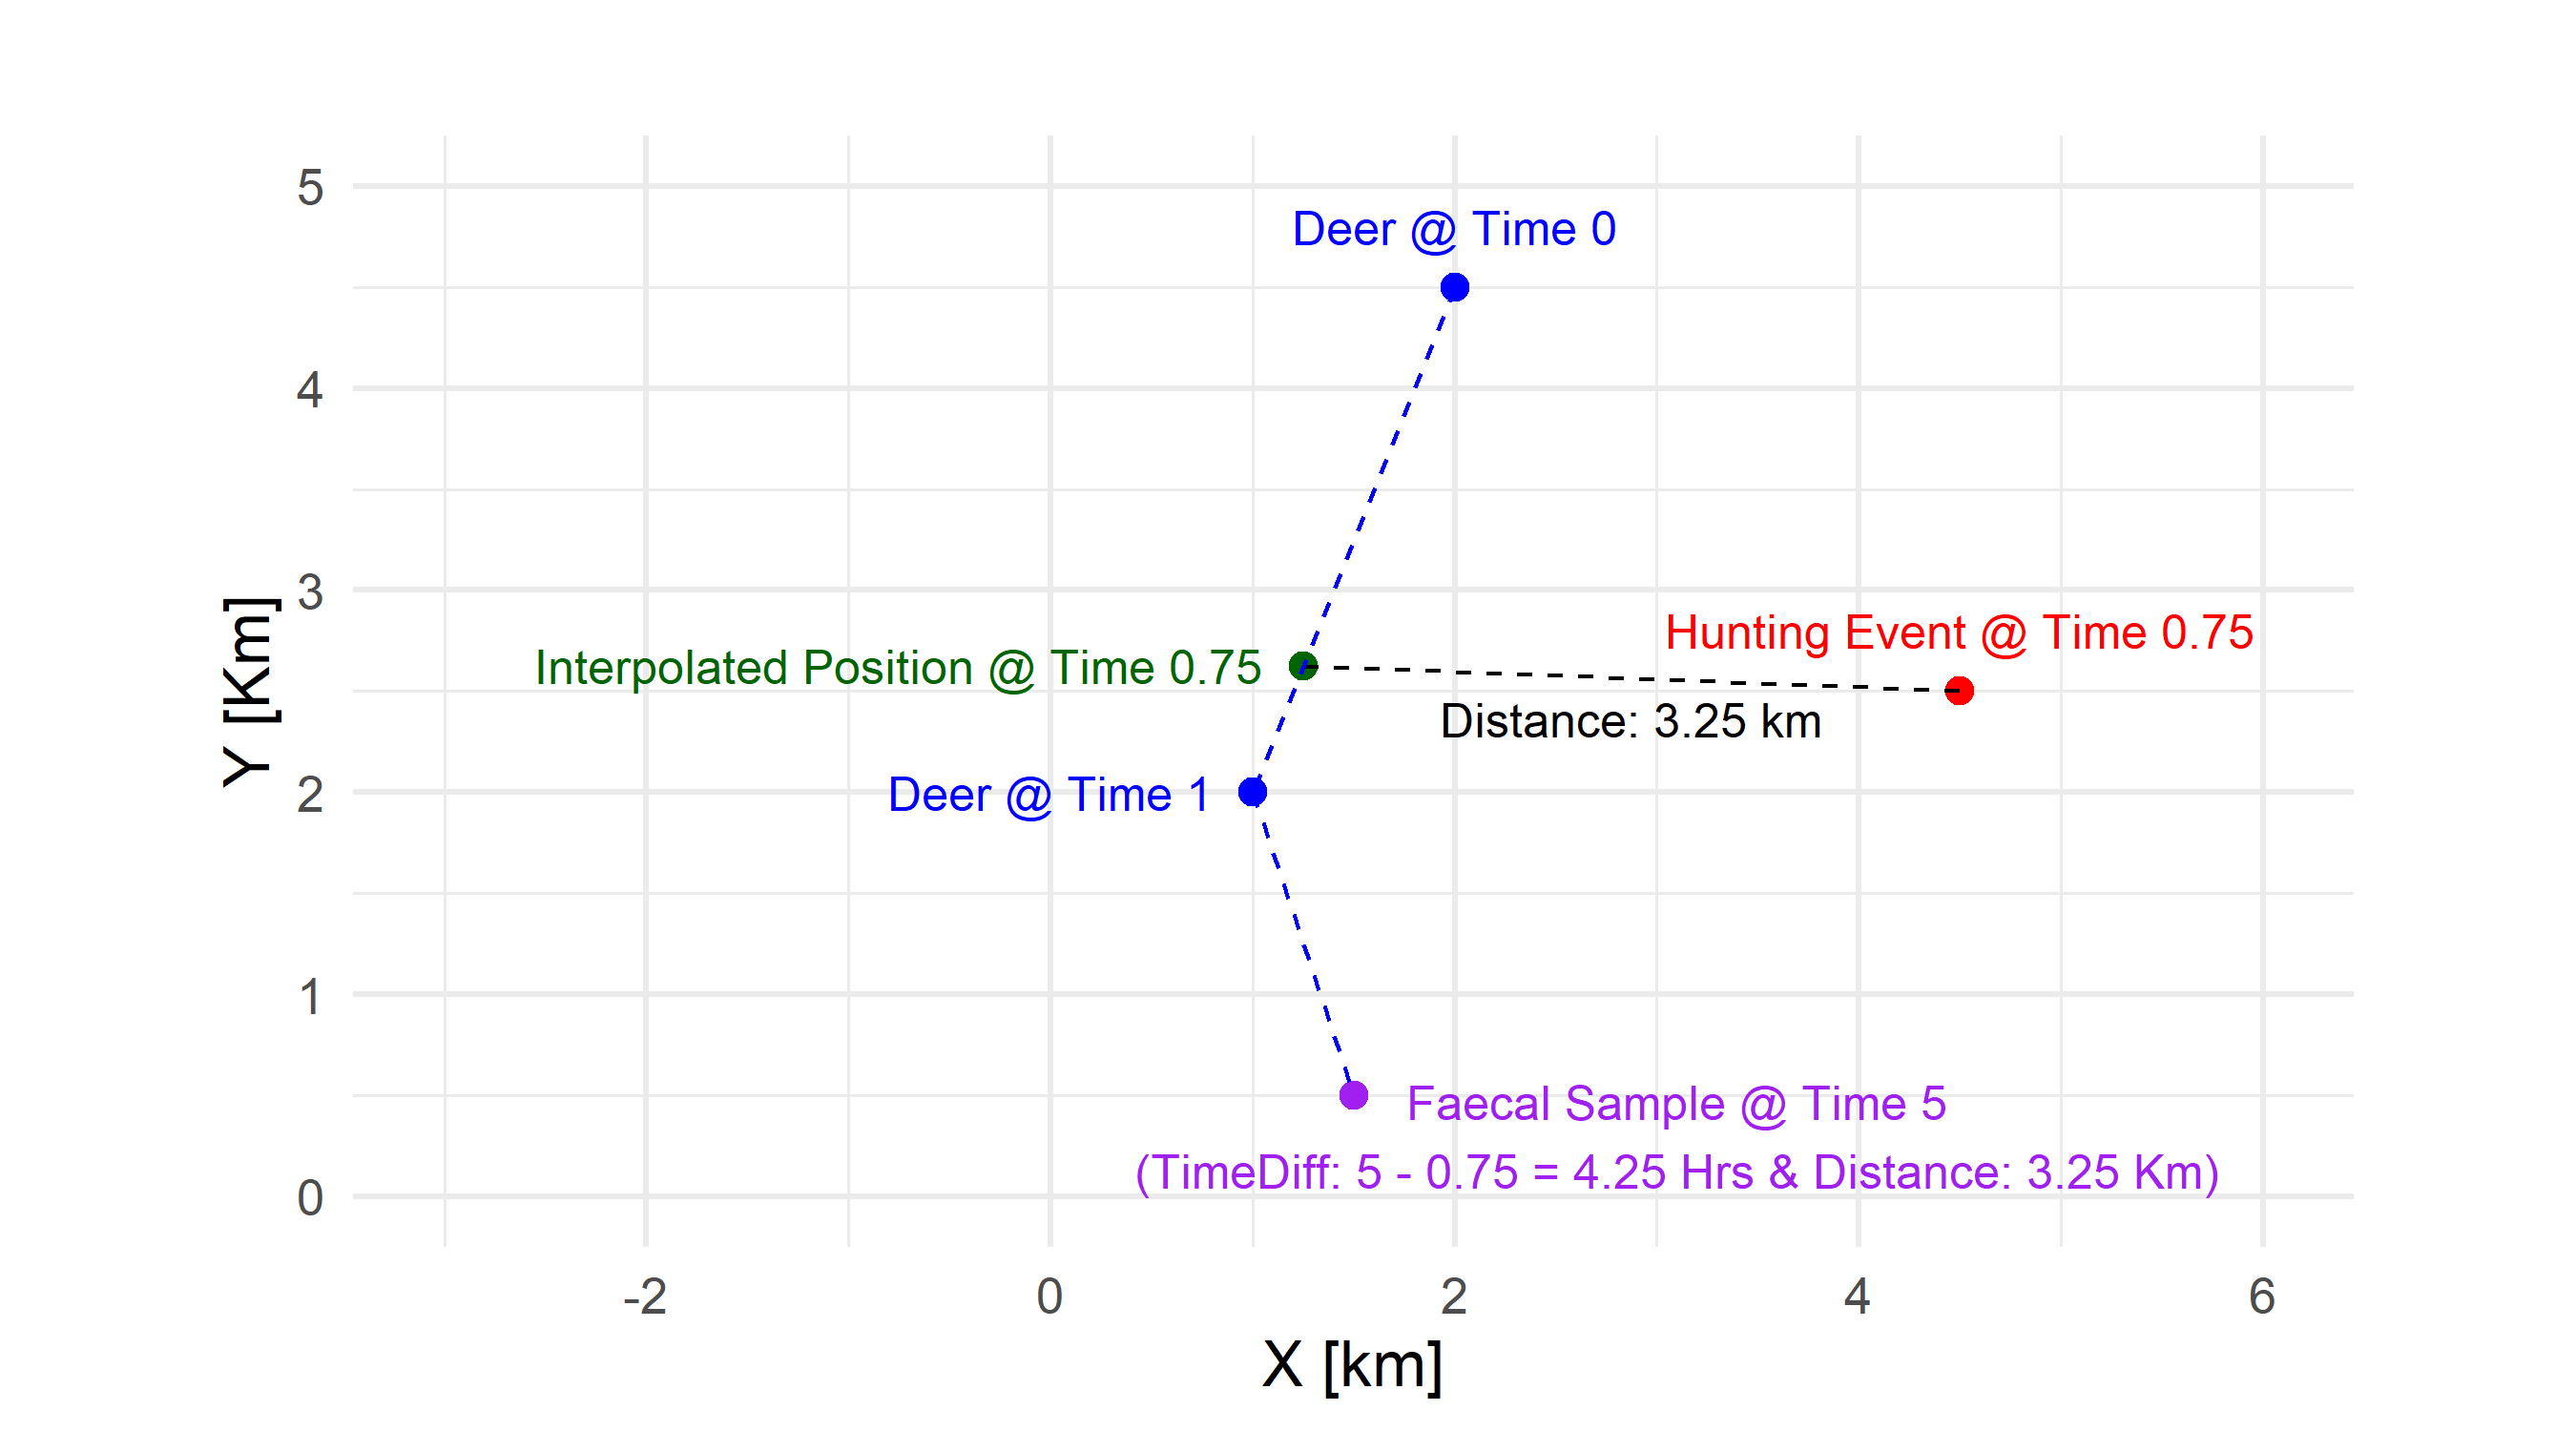 5
Deer @ Time 0
4
3
Hunting Event @ Time 0.75
Interpolated Position @ Time 0.75
Distance: 3.25 km
Y [Km]
2
Deer @ Time 1
1
Faecal Sample @ Time 5
(TimeDiff: 5 - 0.75 = 4.25 Hrs & Distance: 3.25 Km)
0
-2 0 2 4 6
X [km]